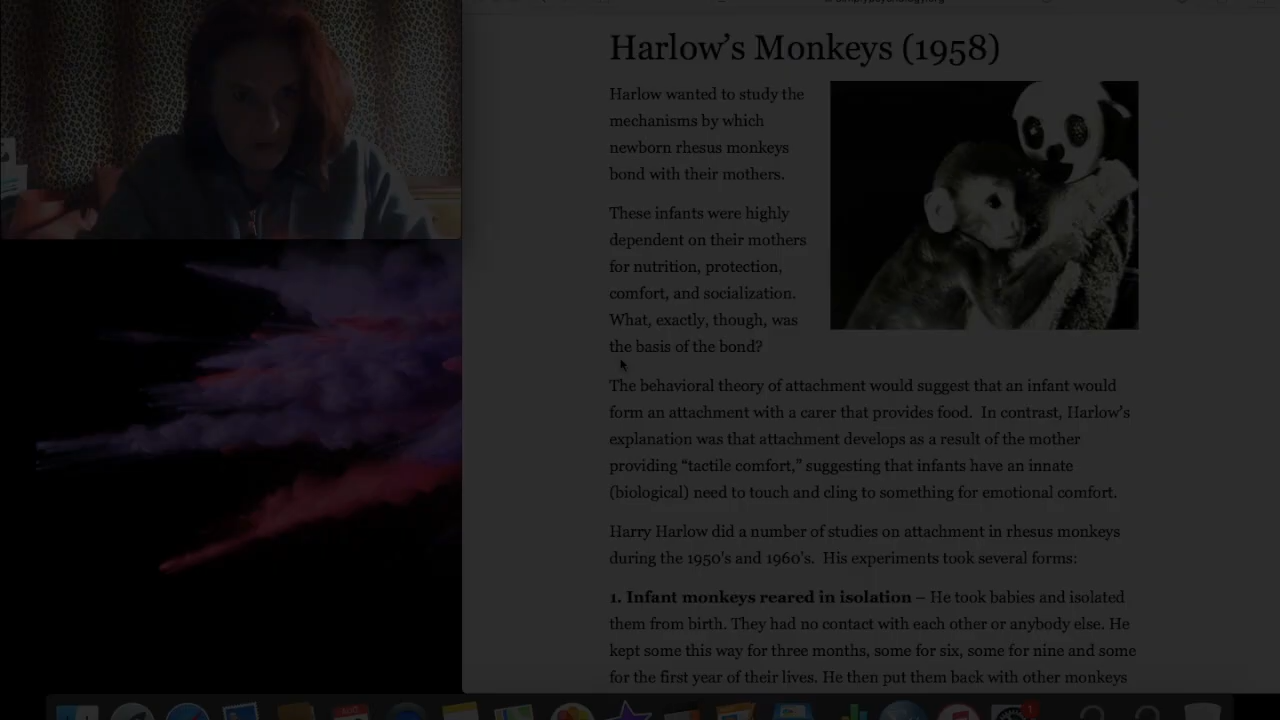 Harlow’s Monkeys (1958)
Harlow wanted to study the
mechanisms by which
newborn rhesus monkeys
bond with their mothers.
These infants were highly
dependent on their mothers
for nutrition, protection,
comfort, and socialization.
What, exactly, though, was
the basis of the bond?
The behavioral theory of attachment would suggest that an infant would
form an attachment with a carer that provides food.  In contrast, Harlow’s
explanation was that attachment develops as a result of the mother
providing “tactile comfort,” suggesting that infants have an innate
(biological) need to touch and cling to something for emotional comfort.
Harry Harlow did a number of studies on attachment in rhesus monkeys
during the 1950's and 1960's.  His experiments took several forms:
1. Infant monkeys reared in isolation – He took babies and isolated
them from birth. They had no contact with each other or anybody else. He
kept some this way for three months, some for six, some for nine and some
for the first year of their lives. He then put them back with other monkeys